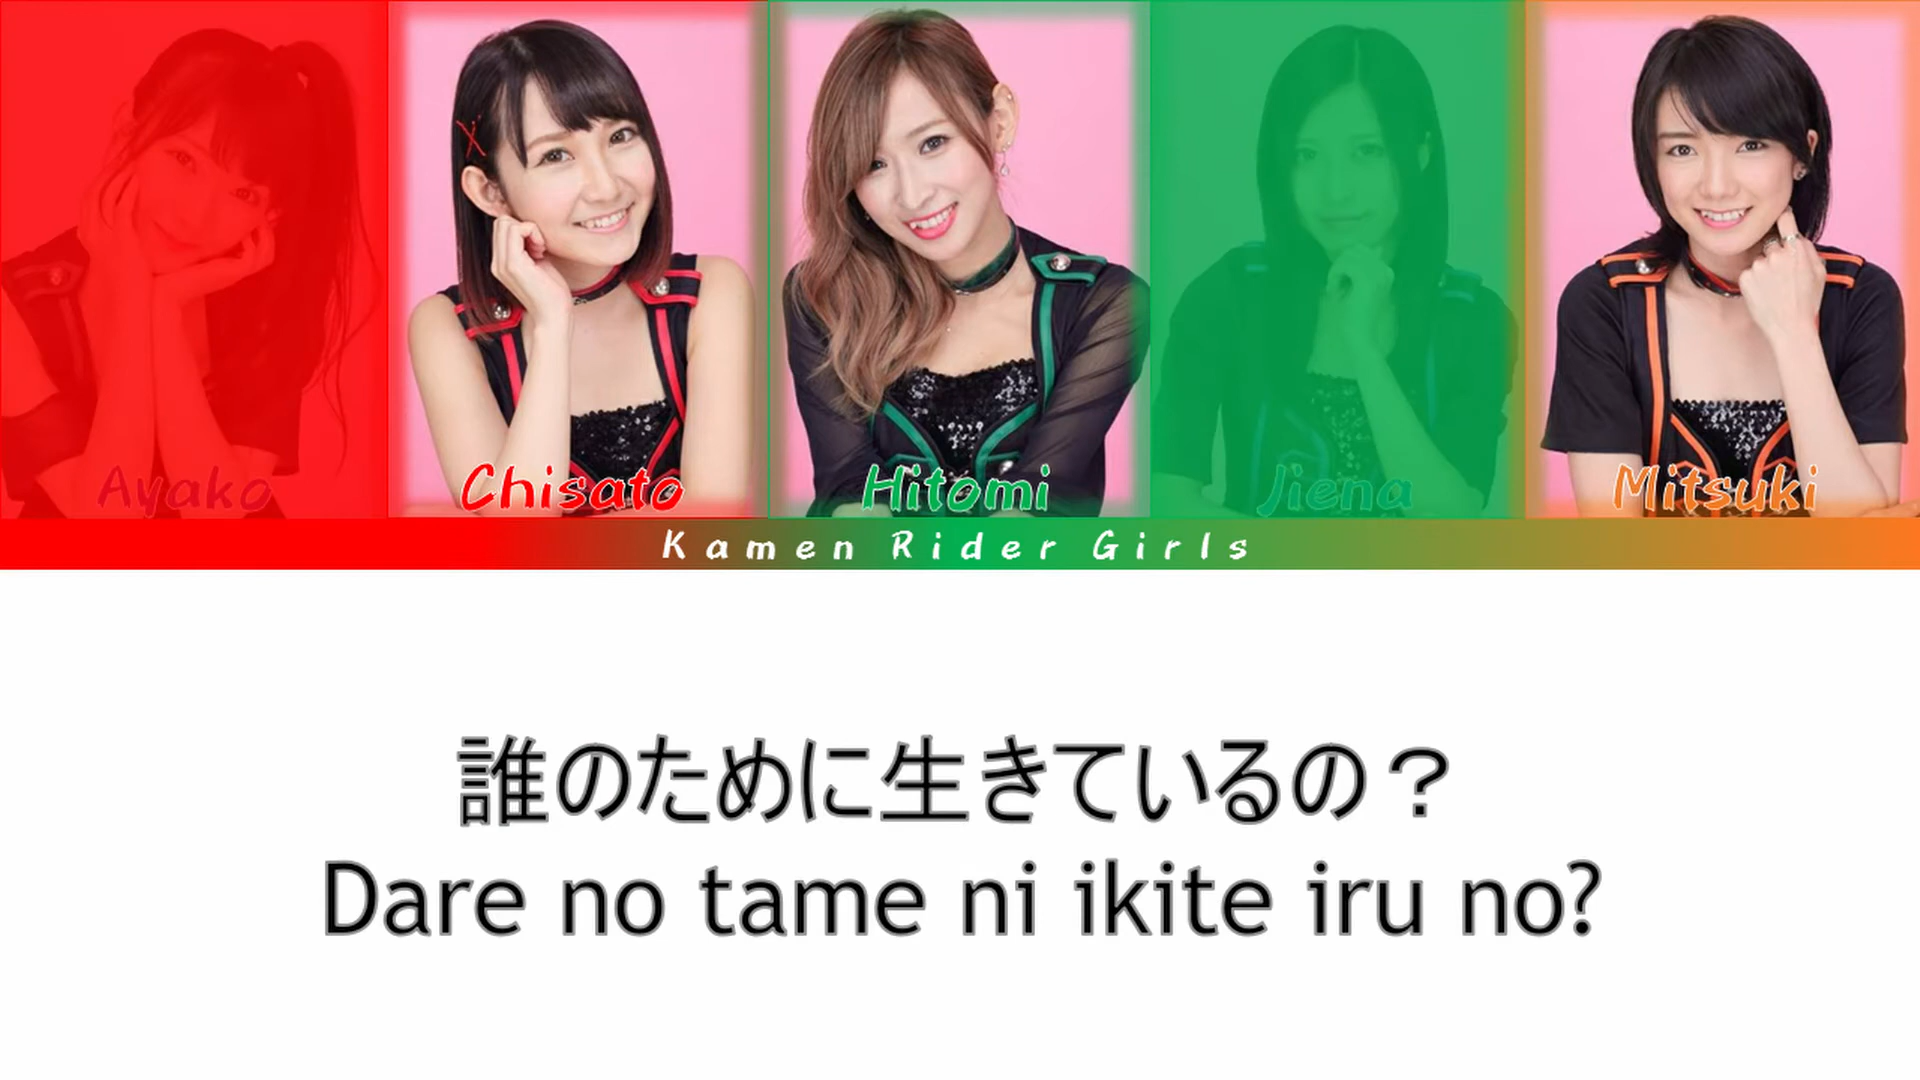 Ayako
Chisato
Hitomi
Jiena
Mitsuki
Kamen Rider Girls
誰のために生きているの？
Dare no tame ni ikite iru no?